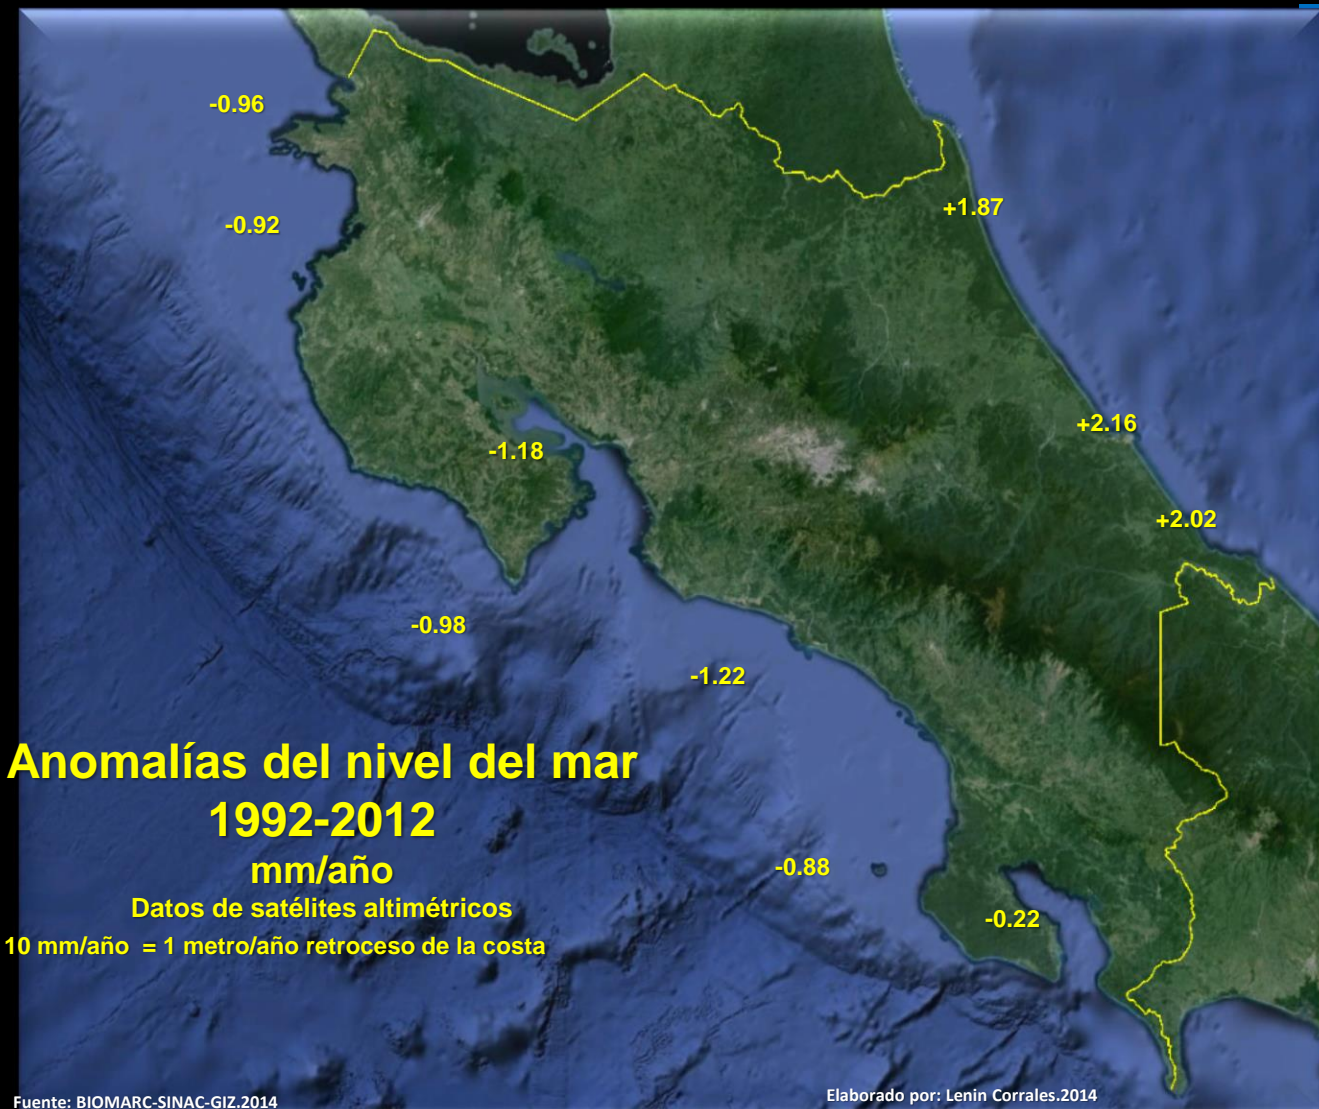 -0.96
-0.92
+1.87
+2.16
-1.18
+2.02
-0.98
-1.22
Anomalías del nivel del mar
1992-2012
mm/año
Datos de satélites altimétricos
10 mm/año = 1 metro/año retroceso de la costa
-0.88
-0.22
Fuente: BIOMARC-SINAC-GIZ.2014
Elaborado por: Lenin Corrales.2014